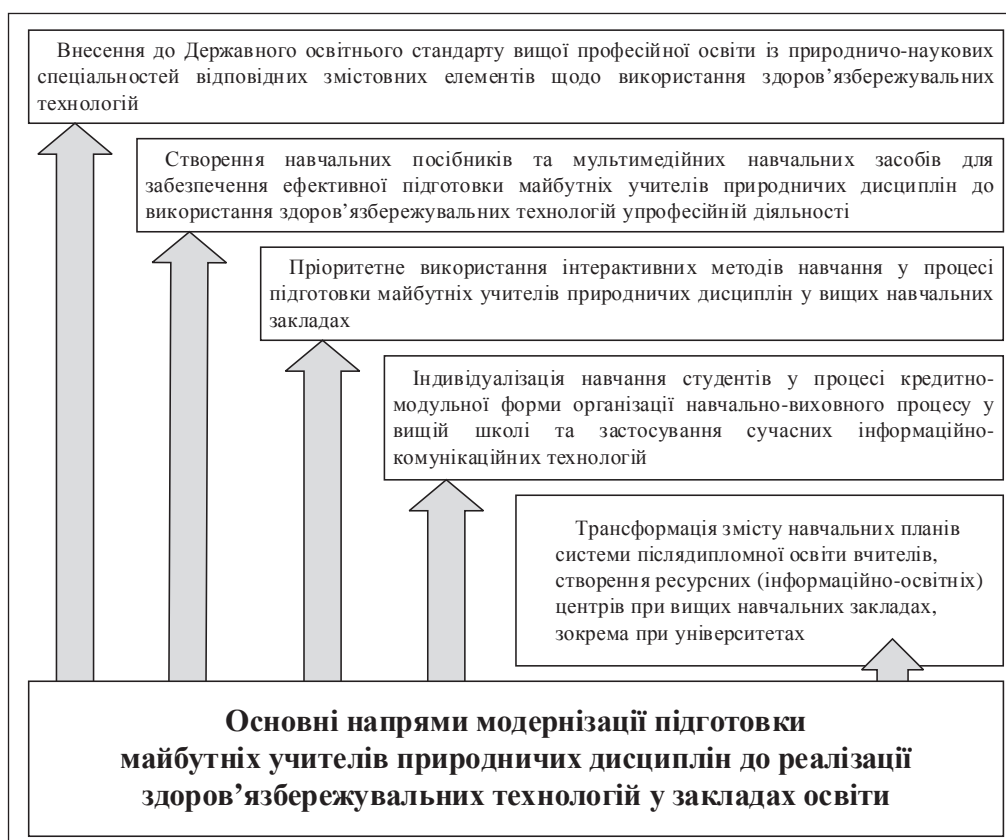 Внесення до Державного освітнього стандарту вищої професійної освіти із природничо-наукових
спеціальностей відповідних змістовних елементів щодо використання здоров’язбережувальних
технологій
Створення навчальних посібників та мультимедійних навчальних засобів для
забезпечення ефективної підготовки майбутніх учителів природничих дисциплін до
використання здоров’язбережувальних технологій упрофесійній діяльності
Пріоритетне використання інтерактивних методів навчання у процесі
підготовки майбутніх учителів природничих дисциплін у вищих навчальних
закладах
Індивідуалізація навчання студентів у процесі кредитно-
модульної форми організації навчально-виховного процесу у
вищій школі та застосування сучасних інформаційно-
комунікаційних технологій
Трансформація змісту навчальних планів
системи післядипломної освіти вчителів,
створення ресурсних (інформаційно-освітніх)
центрів при вищих навчальних закладах,
зокрема при університетах
Основні напрями модернізації підготовки
майбутніх учителів природничих дисциплін до реалізації
здоров’язбережувальних технологій у закладах освіти